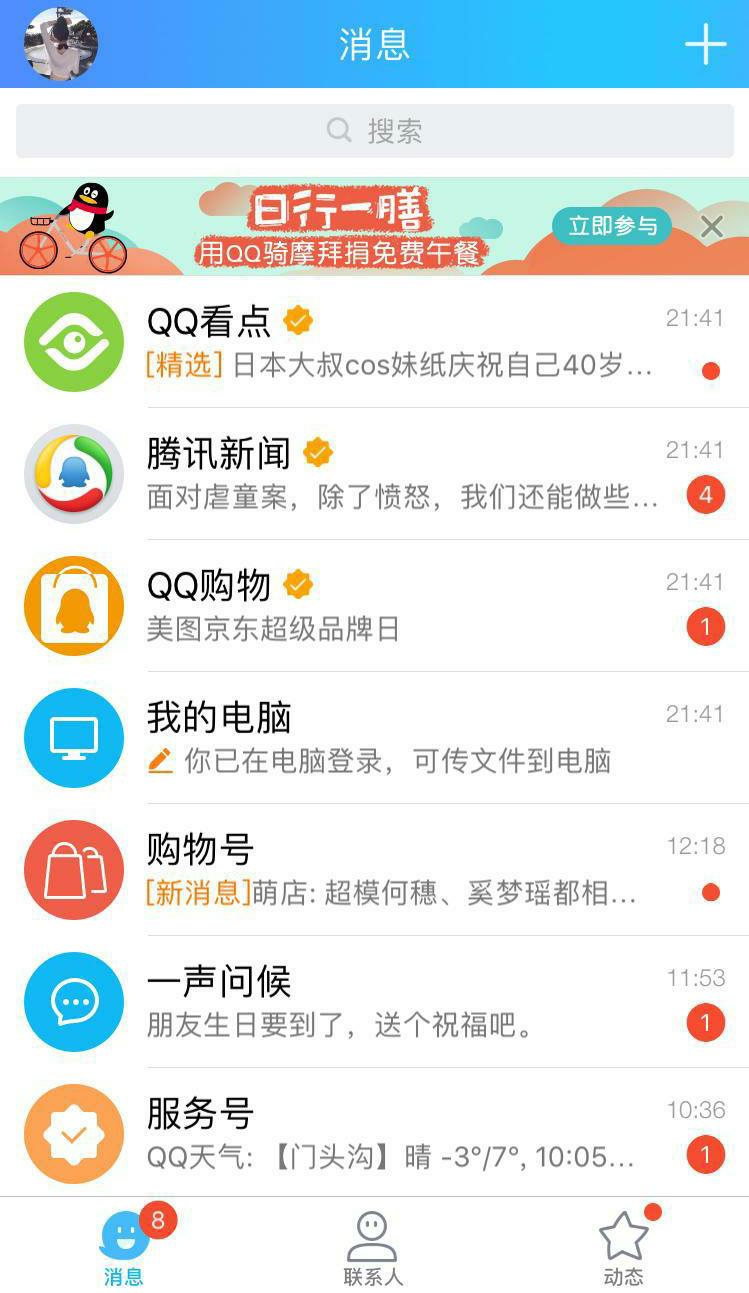 消息
搜索
日行一膳
用QQ骑摩拜捐免费午餐
立即参与
QQ看点
21:41
[精选] 日本大叔cos妹纸庆祝自己40岁...
腾讯新闻
21:41
面对虐童案，除了愤怒，我们还能做些...
4
QQ购物
21:41
美图京东超级品牌日
1
我的电脑
21:41
你已在电脑登录，可传文件到电脑
购物号
12:18
[新消息]萌店: 超模何穗、奚梦瑶都相...
一声问候
11:53
朋友生日要到了，送个祝福吧。
1
服务号
10:36
QQ天气: 【门头沟】晴 -3°/7°, 10:05...
1
8
消息
联系人
动态